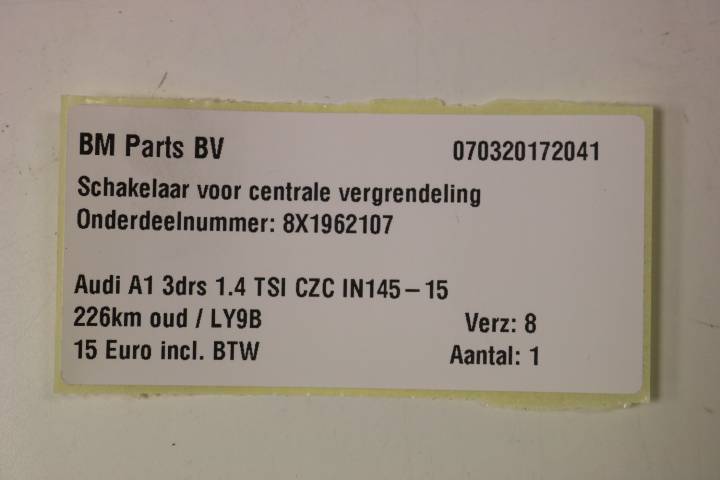 BM Parts BV 070320172041
Schakelaar voor centrale vergrendeling
Onderdeelnummer: 8X1962107
Audi A1 3drs 1.4 TSI CZC IN145 – 15
226km oud / LY9B Verz: 8
15 Euro incl. BTW Aantal: 1